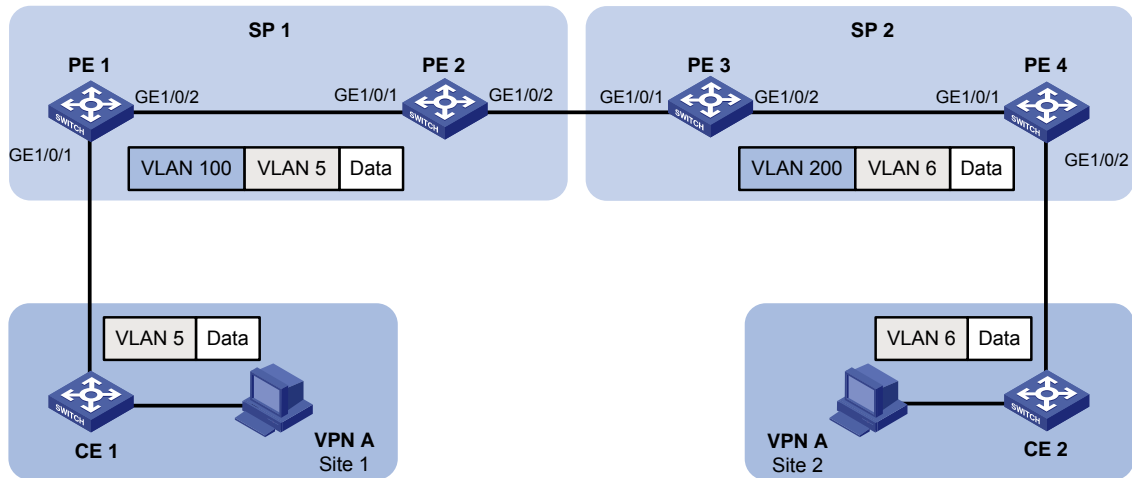 SP 1
SP 2
PE 1
PE 2
PE 3
PE 4
GE1/0/2
GE1/0/1
GE1/0/2
GE1/0/1
GE1/0/2
GE1/0/1
SWITCH
SWITCH
SWITCH
SWITCH
GE1/0/1
GE1/0/2
VLAN 100
VLAN 5
Data
VLAN 200
VLAN 6
Data
VLAN 5
Data
VLAN 6
Data
SWITCH
SWITCH
CE 1
VPN A
Site 1
VPN A
Site 2
CE 2